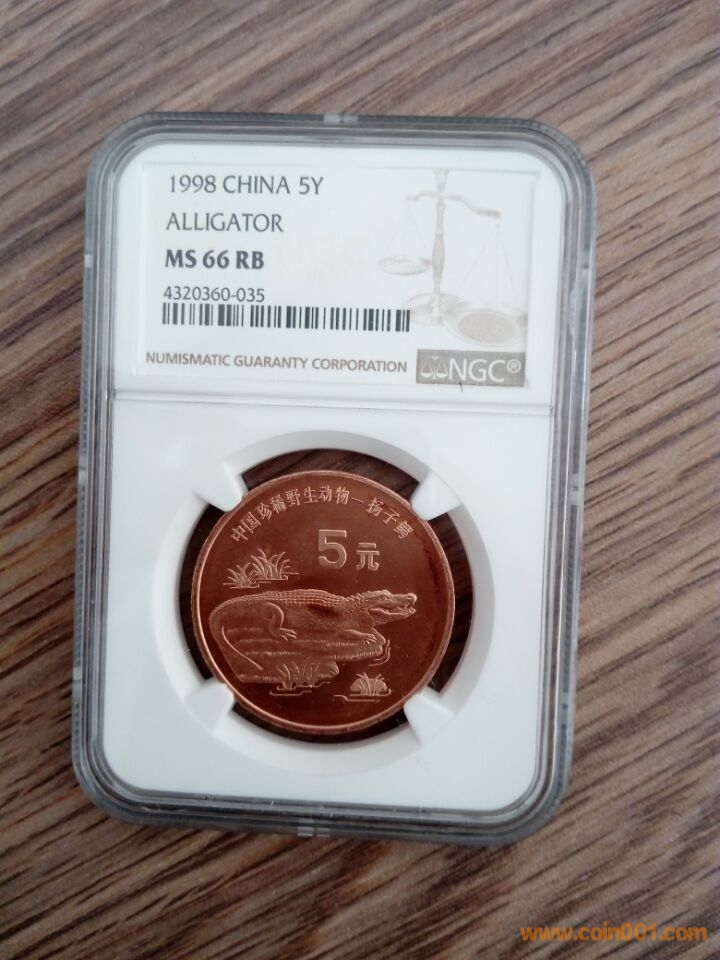 1998 CHINA 5Y
ALLIGATOR
MS 66 RB
4320360-035
NUMISMATIC GUARANTY CORPORATION
NGC®
中国珍稀野生动物—扬子鳄
5元
www.coin001.com